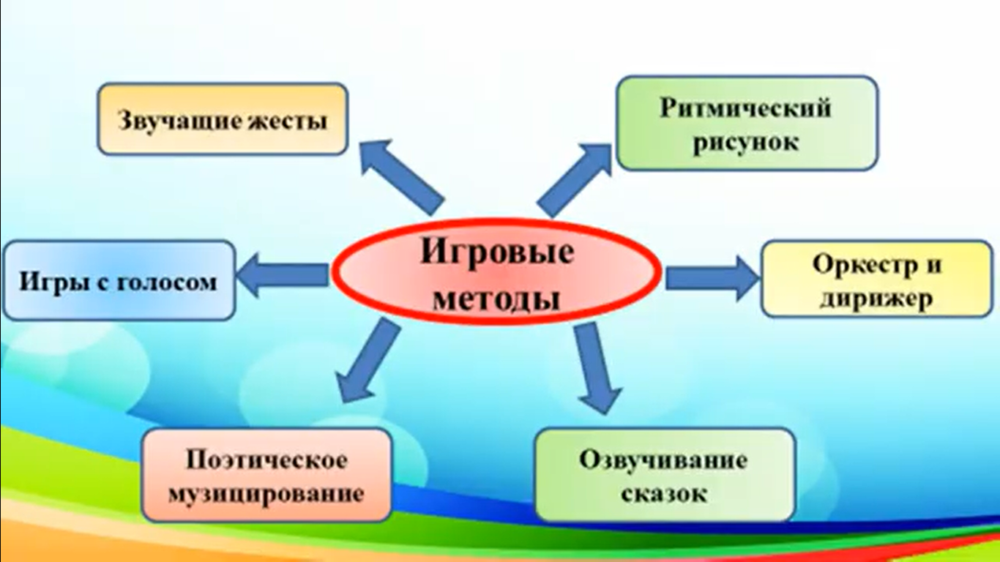 Звучащие жесты
Ритмический
рисунок
Игровые
методы
Игры с голосом
Оркестр и
дирижер
Поэтическое
музицирование
Озвучивание
сказок